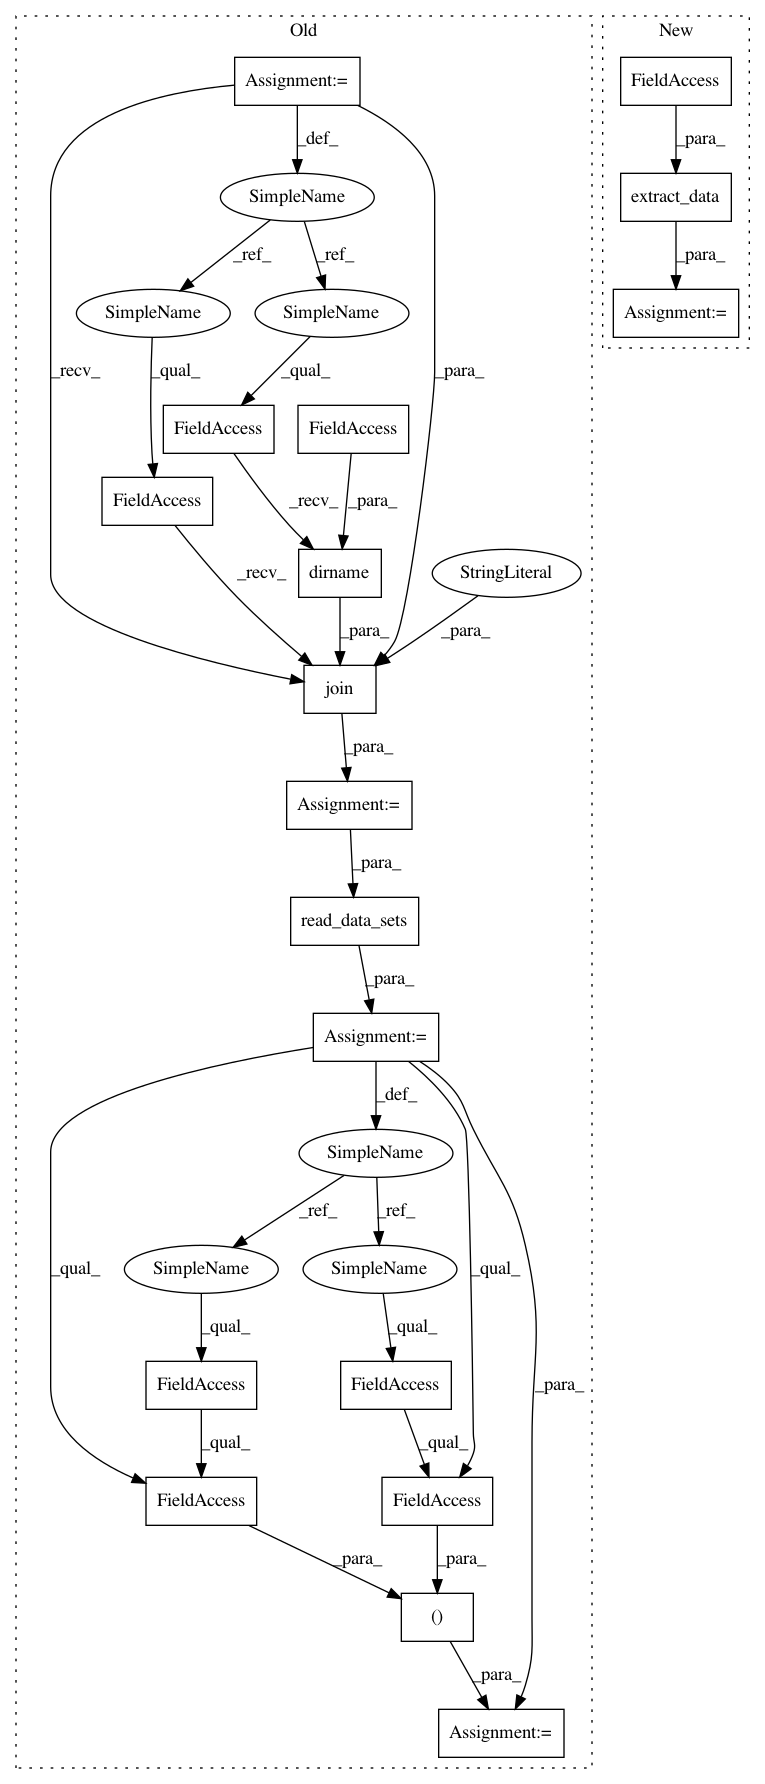 Old
New
Assignment:=
FieldAccess
_def_
_para_
SimpleName
extract_data
_ref_
_ref_
_para_
SimpleName
SimpleName
Assignment:=
_recv_
_qual_
_qual_
_para_
FieldAccess
FieldAccess
FieldAccess
_recv_
_para_
_recv_
dirname
StringLiteral
_para_
_para_
join
_para_
Assignment:=
_para_
read_data_sets
_para_
Assignment:=
_def_
SimpleName
_ref_
_ref_
_qual_
SimpleName
SimpleName
_qual_
_qual_
_qual_
FieldAccess
FieldAccess
_para_
_qual_
_qual_
FieldAccess
FieldAccess
_para_
_para_
()
_para_
Assignment:=